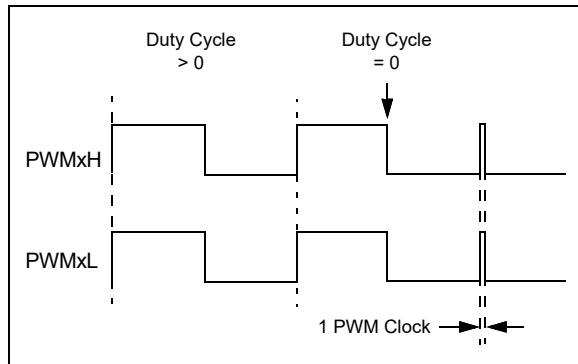 Duty Cycle
> 0
Duty Cycle
= 0
PWMxH
PWMxL
1 PWM Clock